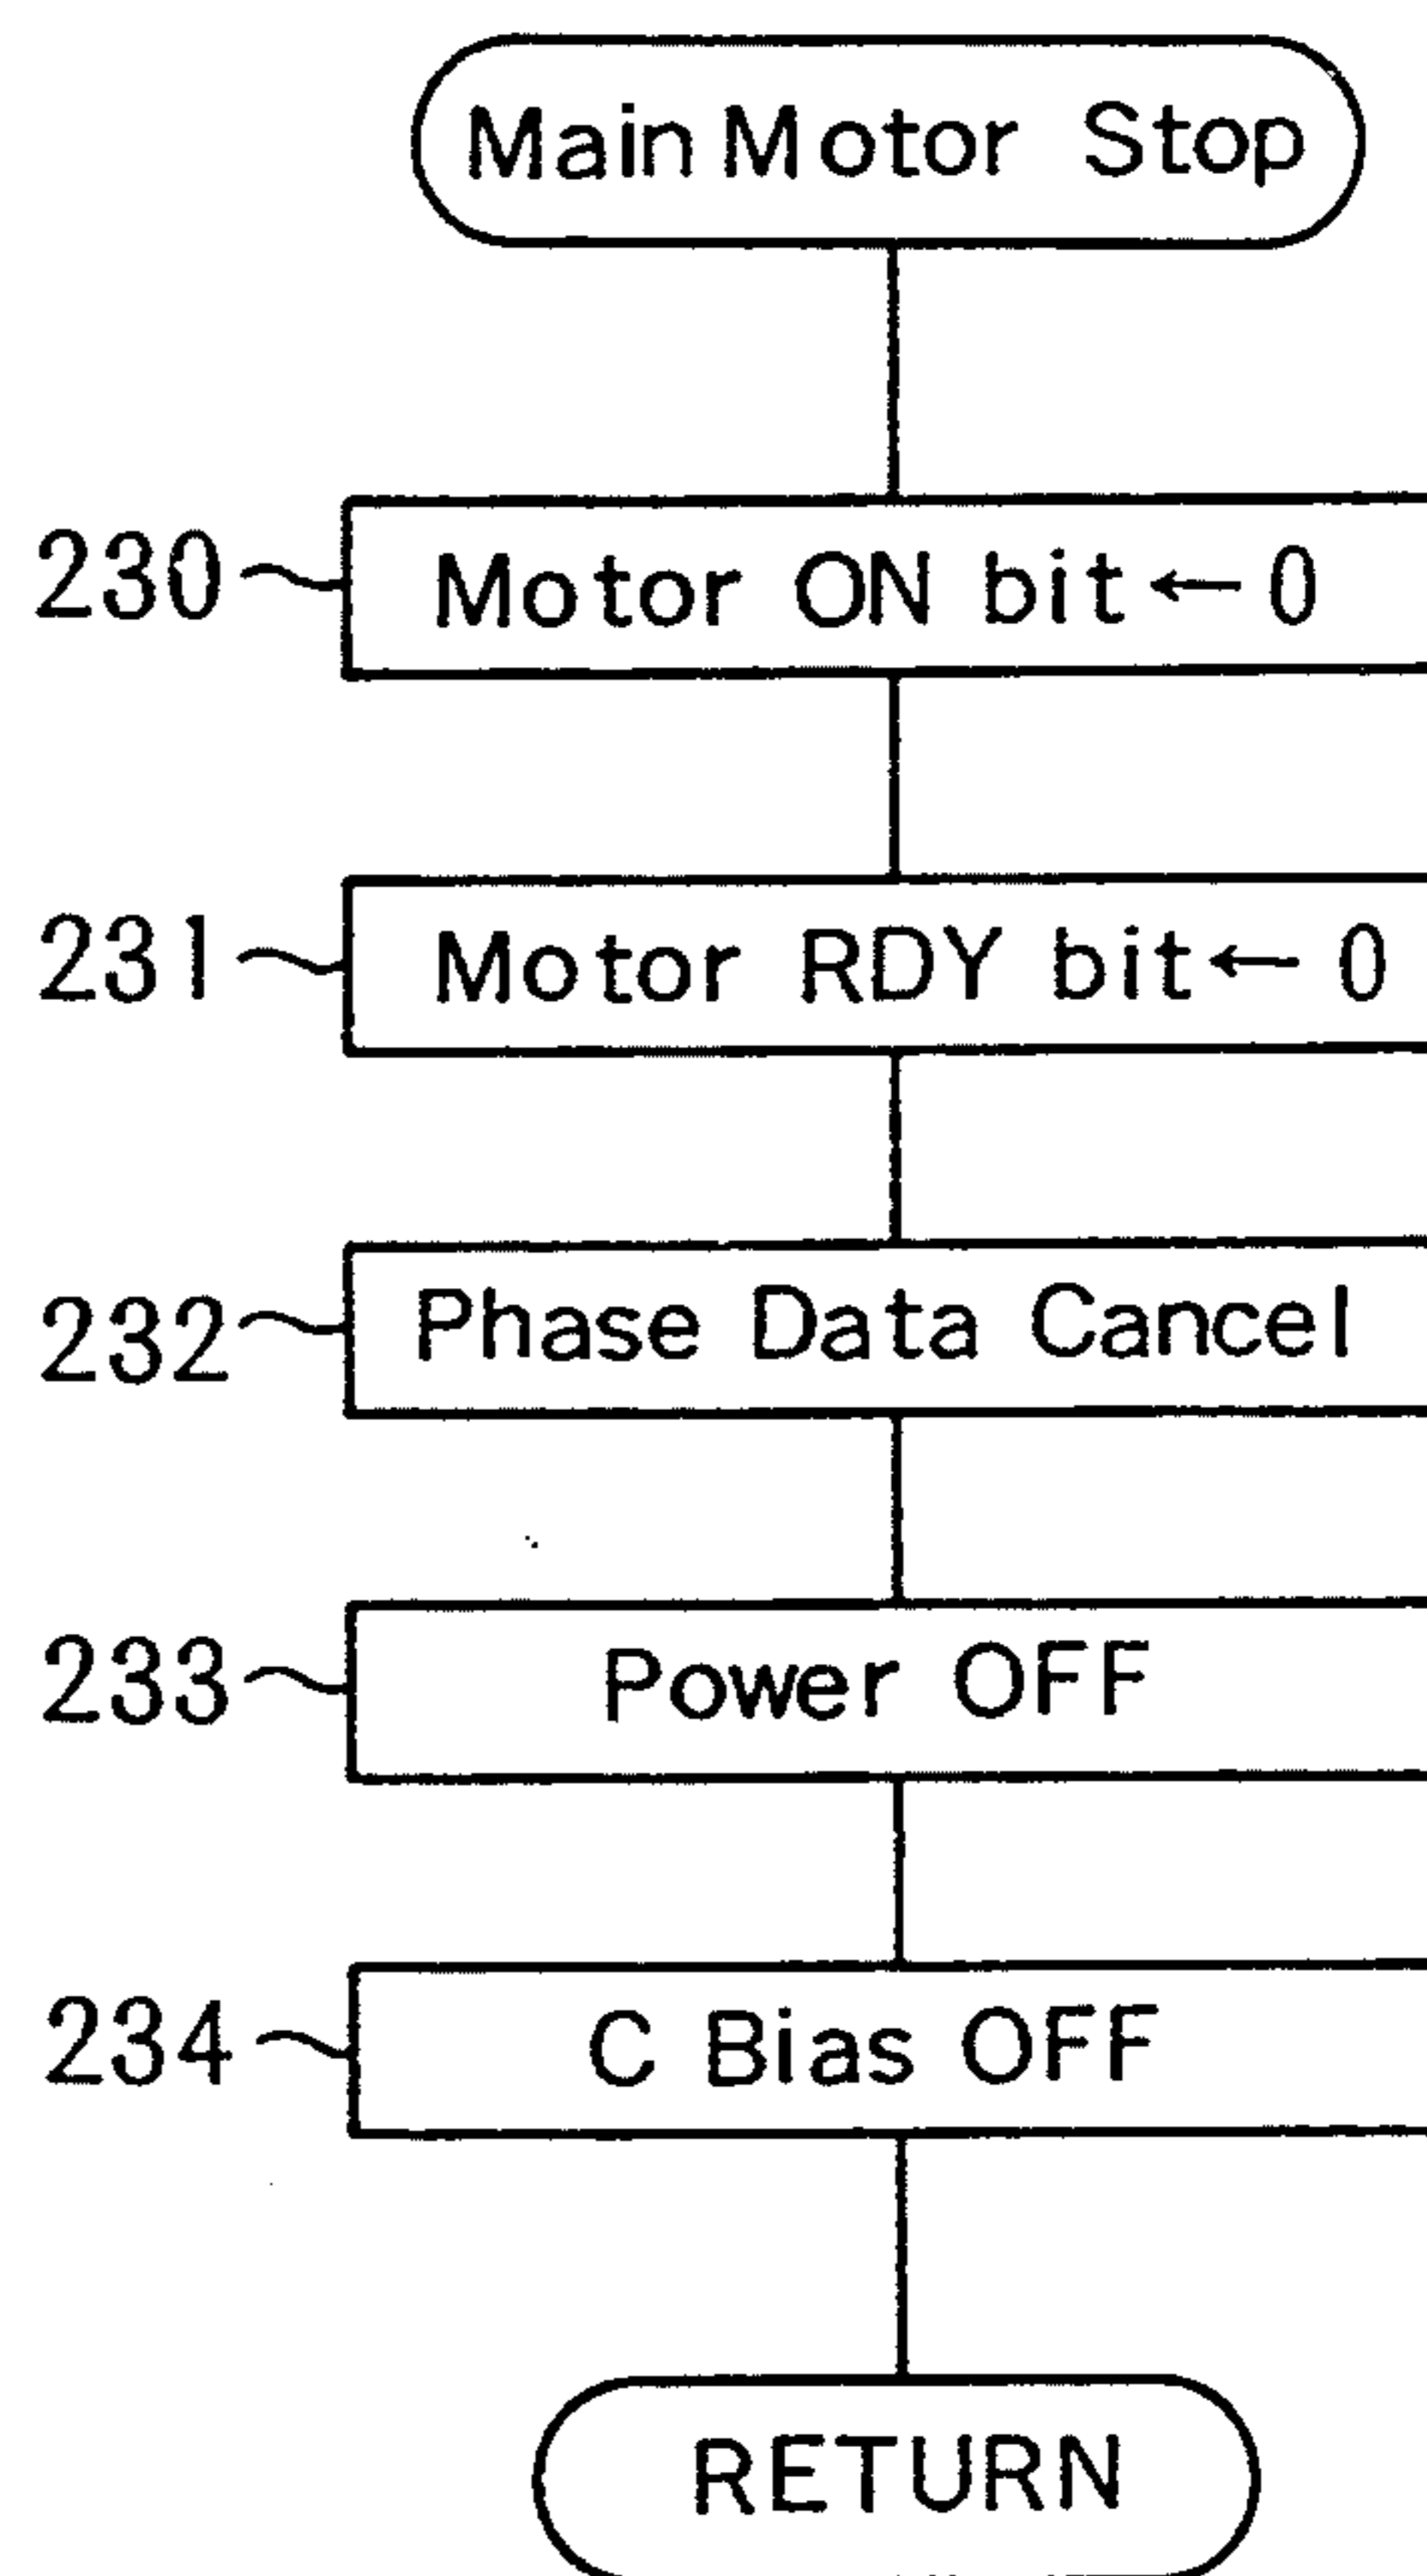 Main Motor Stop
230 Motor ON bit ← 0
231 Motor RDY bit ← 0
232 Phase Data Cancel
233 Power OFF
234 C Bias OFF
RETURN